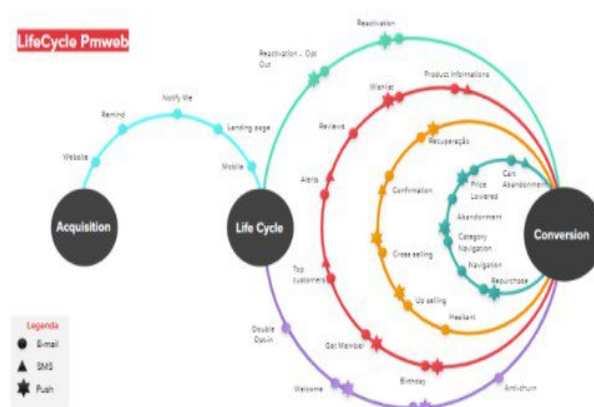 LifeCycle Pmweb
Reactivation
Reactivation - Opt
Out
Wishlist
Product Informations
Notify Me
Remind
Landing page
Website
Mobile
Reviews
Recuperação
Cart
Abandonment
Price
Lowered
Alerts
Confirmation
Abandonment
Acquisition
Life Cycle
Conversion
Category
Navigation
Cross selling
Navigation
Top
customers
Repurchase
Up selling
Hesitant
Double
Opt-in
Get Member
Birthday
Welcome
Anti-churn
Legenda
E-mail
SMS
Push